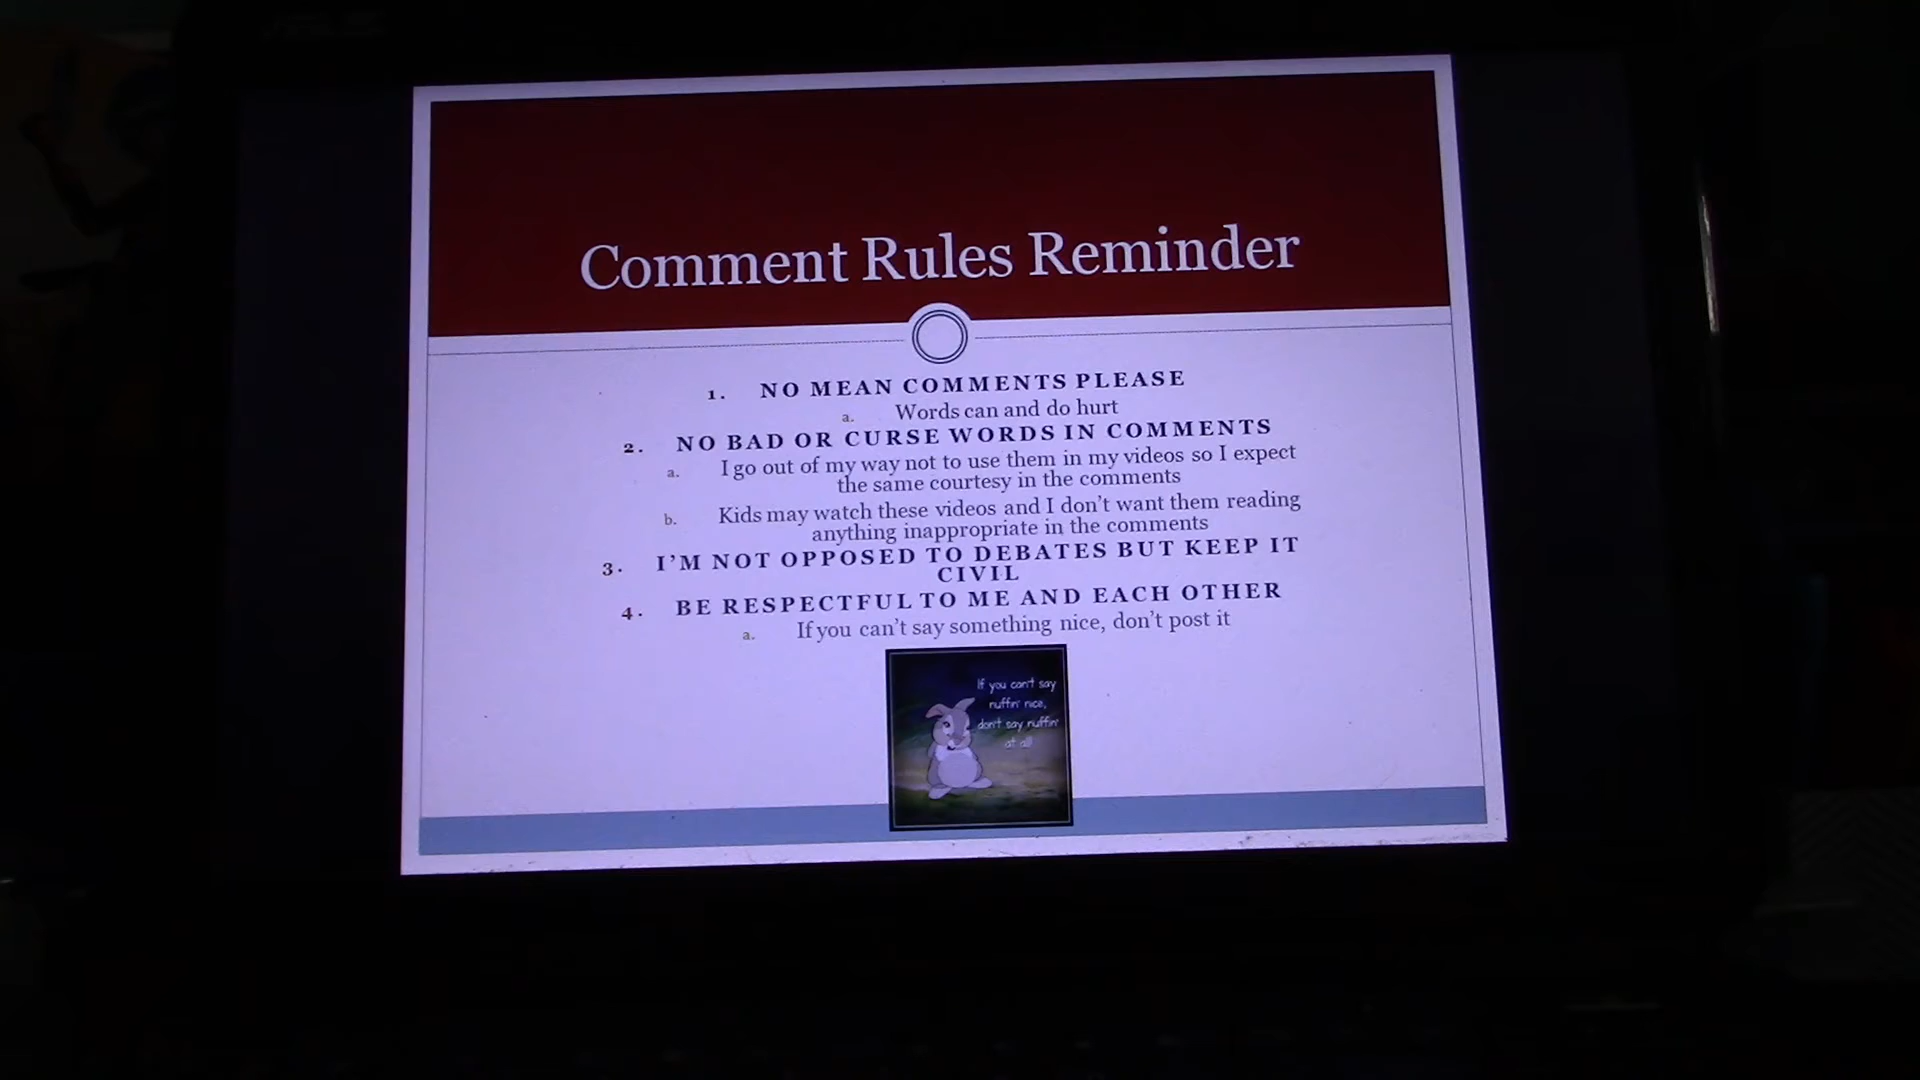 Comment Rules Reminder
1. NO MEAN COMMENTS PLEASE
a. Words can and do hurt
2. NO BAD OR CURSE WORDS IN COMMENTS
a. I go out of my way not to use them in my videos so I expect
the same courtesy in the comments
b. Kids may watch these videos and I don't want them reading
anything inappropriate in the comments
3. I'M NOT OPPOSED TO DEBATES BUT KEEP IT
CIVIL
4. BE RESPECTFUL TO ME AND EACH OTHER
a. If you can't say something nice, don't post it
If you can't say
nuffin' nice,
don't say nuffin'
at all